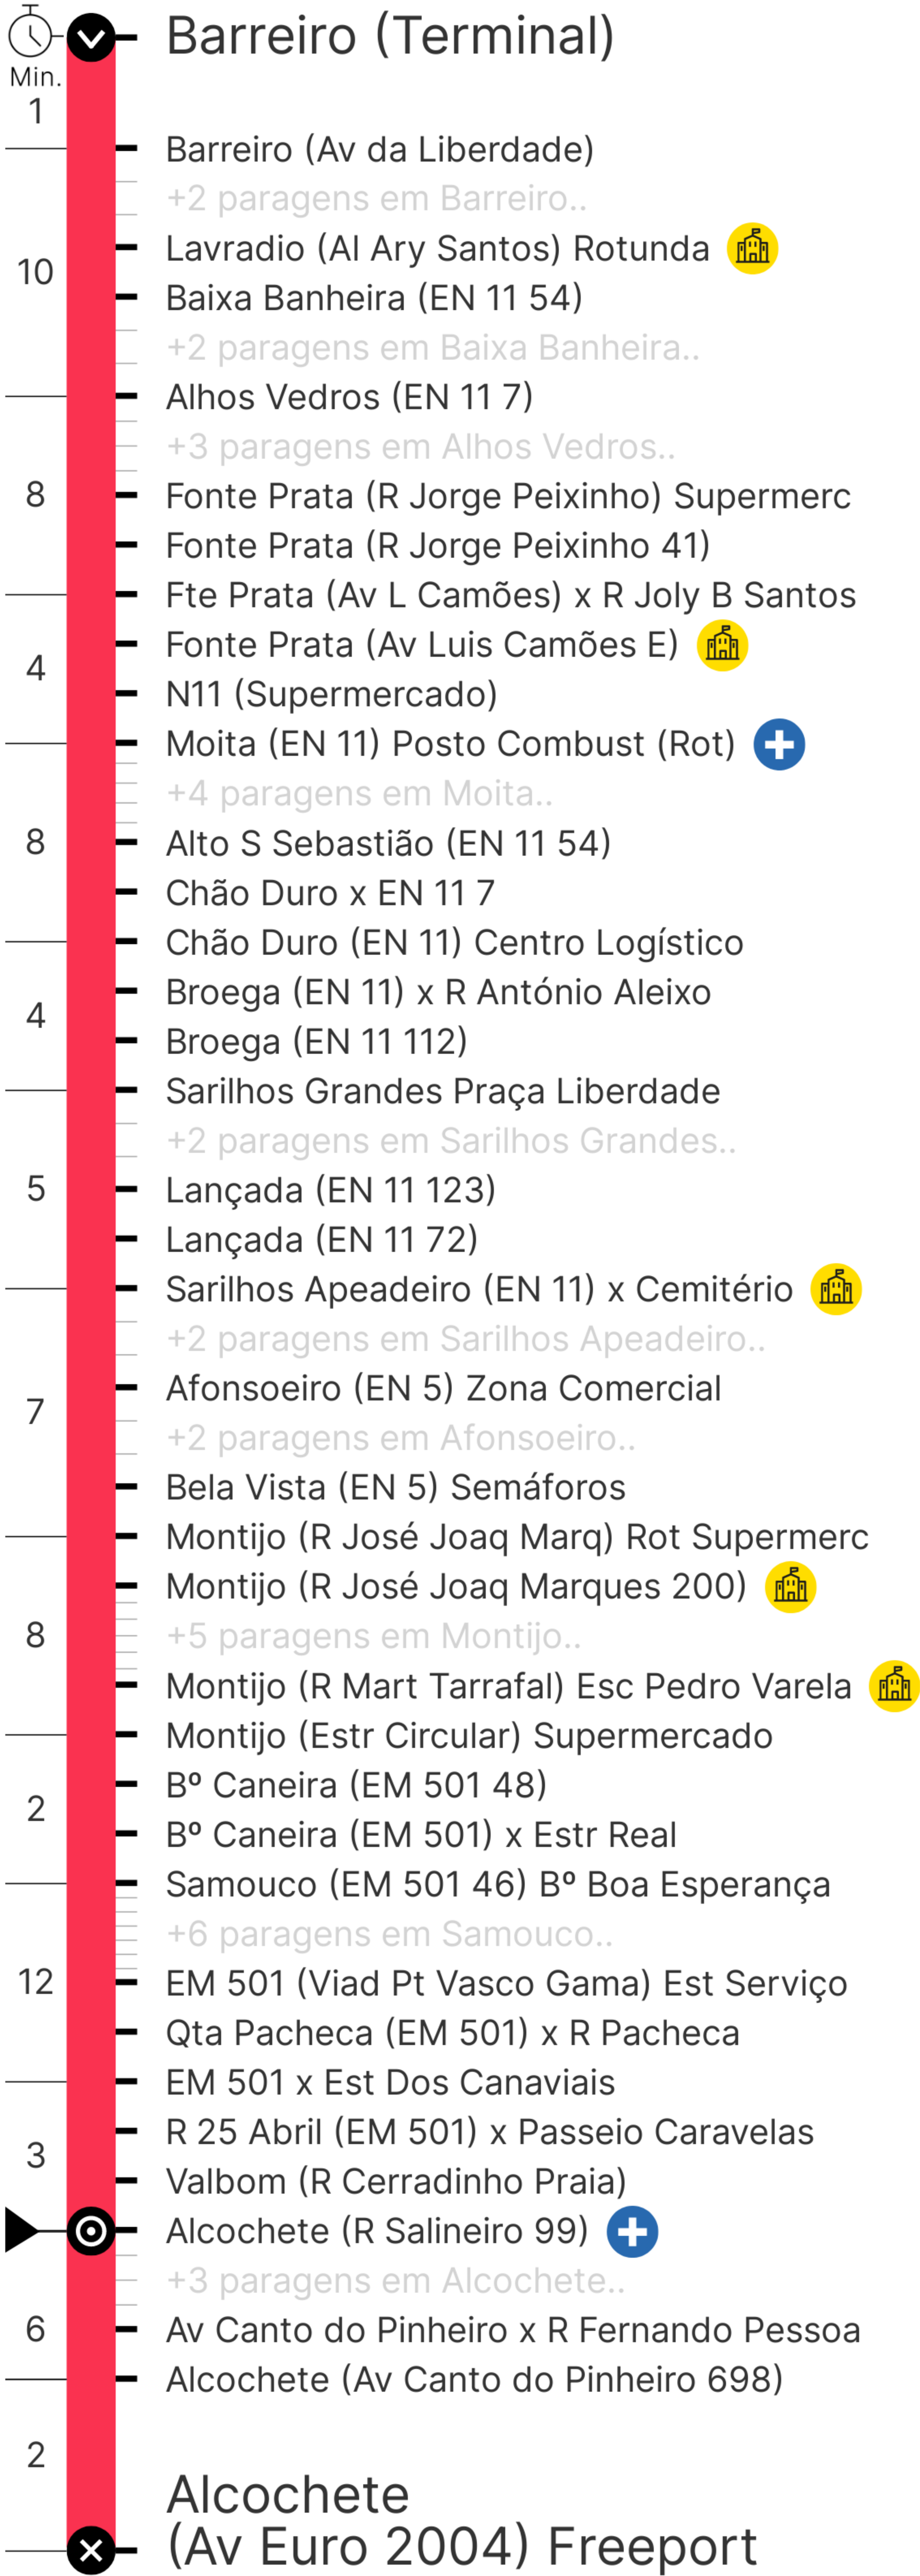 Barreiro (Terminal)
Min.
1
Barreiro (Av da Liberdade)
+2 paragens em Barreiro..
Lavradio (Al Ary Santos) Rotunda
10
Baixa Banheira (EN 11 54)
+2 paragens em Baixa Banheira..
Alhos Vedros (EN 11 7)
+3 paragens em Alhos Vedros..
8
Fonte Prata (R Jorge Peixinho) Supermerc
Fonte Prata (R Jorge Peixinho 41)
Fte Prata (Av L Camões) x R Joly B Santos
Fonte Prata (Av Luis Camões E)
4
N11 (Supermercado)
Moita (EN 11) Posto Combust (Rot)
+4 paragens em Moita..
8
Alto S Sebastião (EN 11 54)
Chão Duro x EN 11 7
Chão Duro (EN 11) Centro Logístico
Broega (EN 11) x R António Aleixo
4
Broega (EN 11 112)
Sarilhos Grandes Praça Liberdade
+2 paragens em Sarilhos Grandes..
5
Lançada (EN 11 123)
Lançada (EN 11 72)
Sarilhos Apeadeiro (EN 11) x Cemitério
+2 paragens em Sarilhos Apeadeiro..
Afonsoeiro (EN 5) Zona Comercial
7
+2 paragens em Afonsoeiro..
Bela Vista (EN 5) Semáforos
Montijo (R José Joaq Marq) Rot Supermerc
Montijo (R José Joaq Marques 200)
8
+5 paragens em Montijo..
Montijo (R Mart Tarrafal) Esc Pedro Varela
Montijo (Estr Circular) Supermercado
Bº Caneira (EM 501 48)
2
Bº Caneira (EM 501) x Estr Real
Samouco (EM 501 46) Bº Boa Esperança
+6 paragens em Samouco..
12
EM 501 (Viad Pt Vasco Gama) Est Serviço
Qta Pacheca (EM 501) x R Pacheca
EM 501 x Est Dos Canaviais
R 25 Abril (EM 501) x Passeio Caravelas
3
Valbom (R Cerradinho Praia)
Alcochete (R Salineiro 99)
+3 paragens em Alcochete..
6
Av Canto do Pinheiro x R Fernando Pessoa
Alcochete (Av Canto do Pinheiro 698)
2
Alcochete
(Av Euro 2004) Freeport